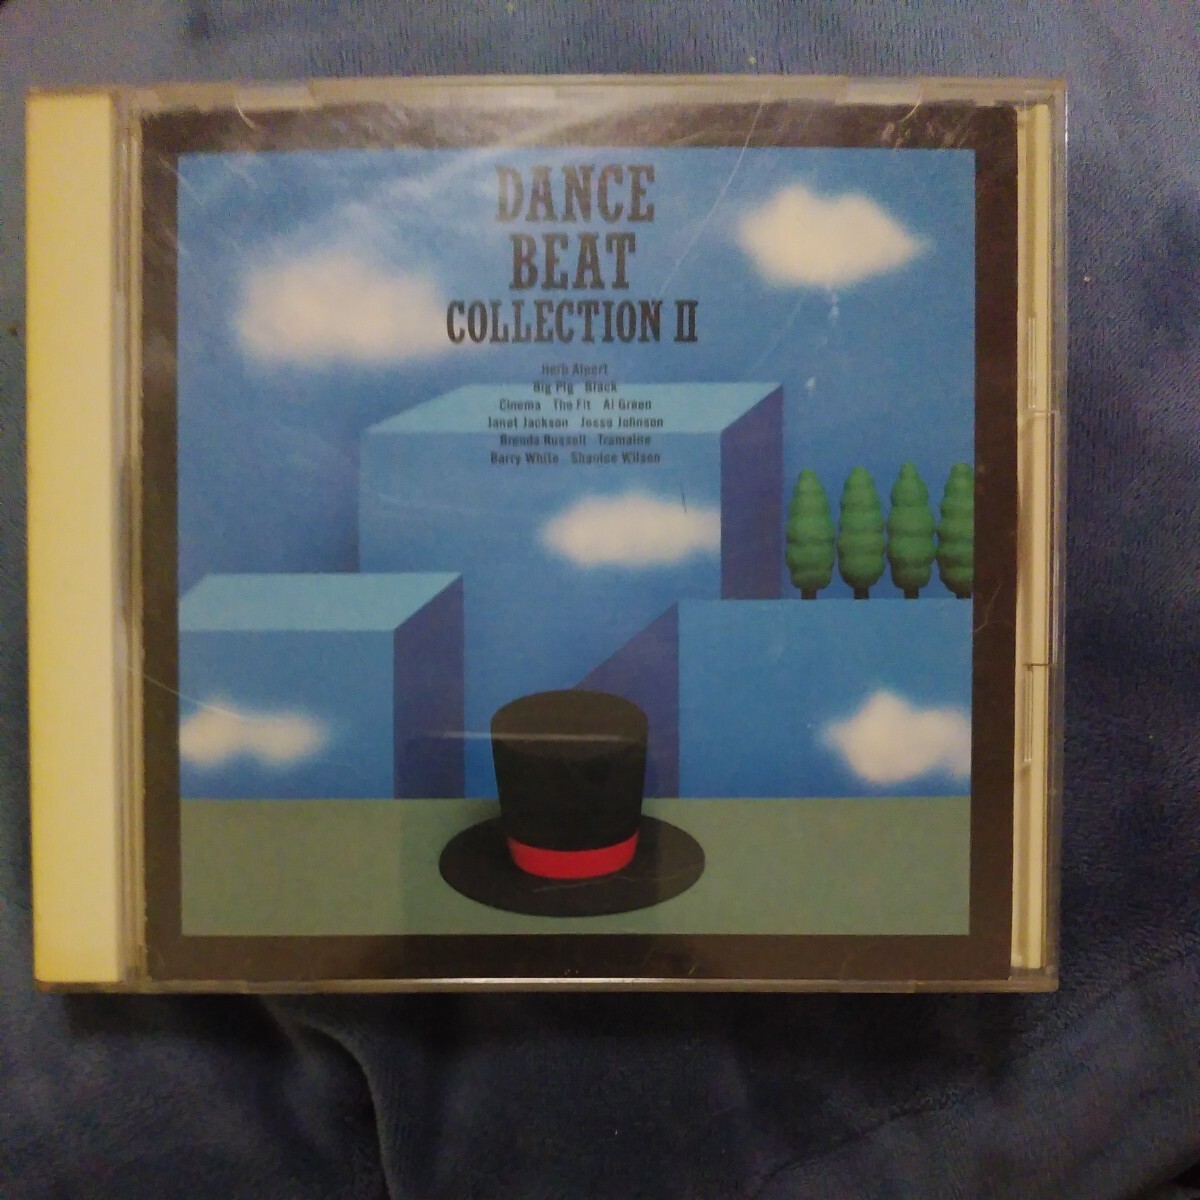 DANCE
BEAT
COLLECTION II
Herb Alpert
Big Pig Black
Cinema The Fit Al Green
Janet Jackson Jesse Johnson
Brenda Russell Tramaine
Barry White Shanice Wilson